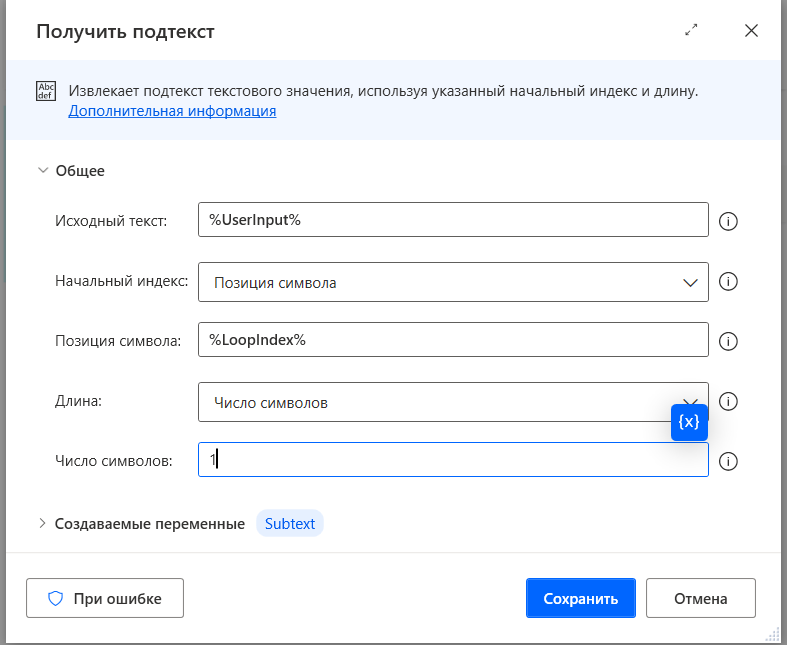 Получить подтекст
Abc
def
Извлекает подтекст текстового значения, используя указанный начальный индекс и длину.
Дополнительная информация
Общее
Исходный текст: %UserInput%
Начальный индекс: Позиция символа
Позиция символа: %LoopIndex%
Длина: Число символов
{x}
Число символов: 1
Создаваемые переменные Subtext
При ошибке Сохранить Отмена